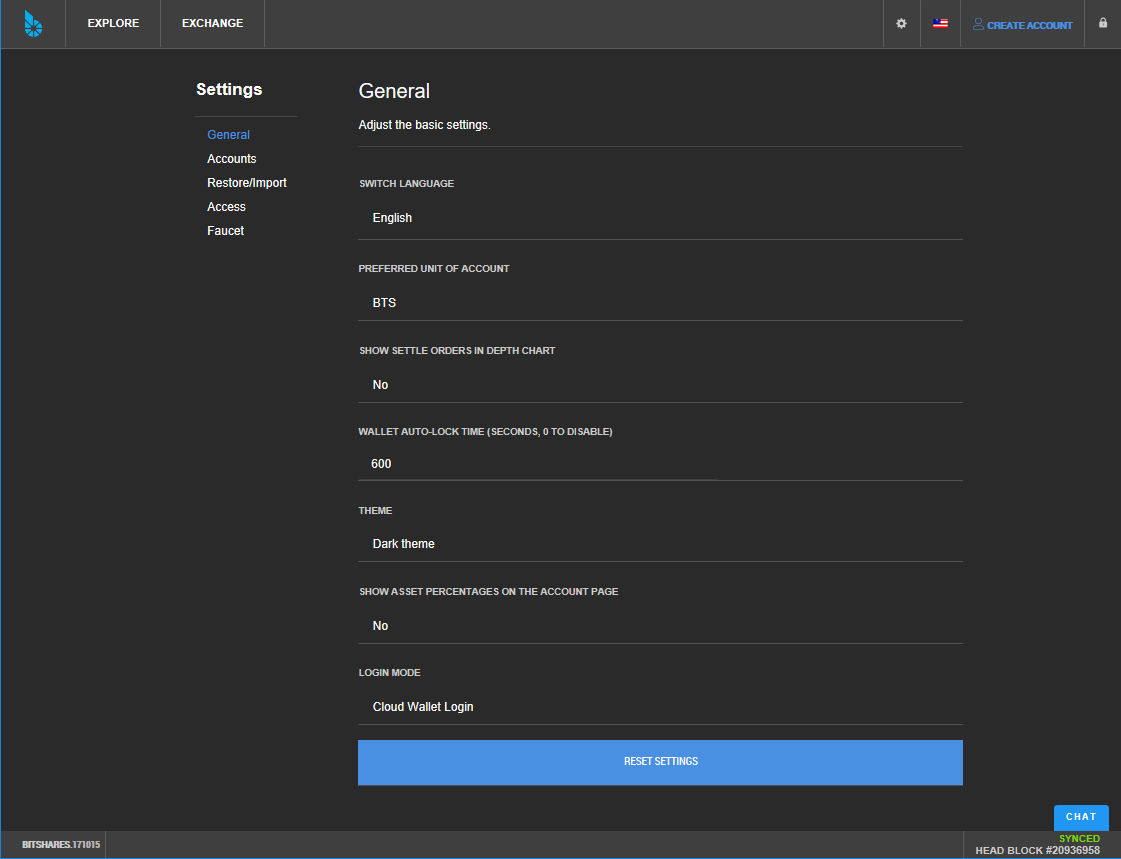 EXPLORE
EXCHANGE
CREATE ACCOUNT
Settings
General
Accounts
Restore/Import
Access
Faucet
General
Adjust the basic settings.
SWITCH LANGUAGE
English
PREFERRED UNIT OF ACCOUNT
BTS
SHOW SETTLE ORDERS IN DEPTH CHART
No
WALLET AUTO-LOCK TIME (SECONDS, 0 TO DISABLE)
600
THEME
Dark theme
SHOW ASSET PERCENTAGES ON THE ACCOUNT PAGE
No
LOGIN MODE
Cloud Wallet Login
RESET SETTINGS
CHAT
BITSHARES.171015
SYNCED
HEAD BLOCK #20936958